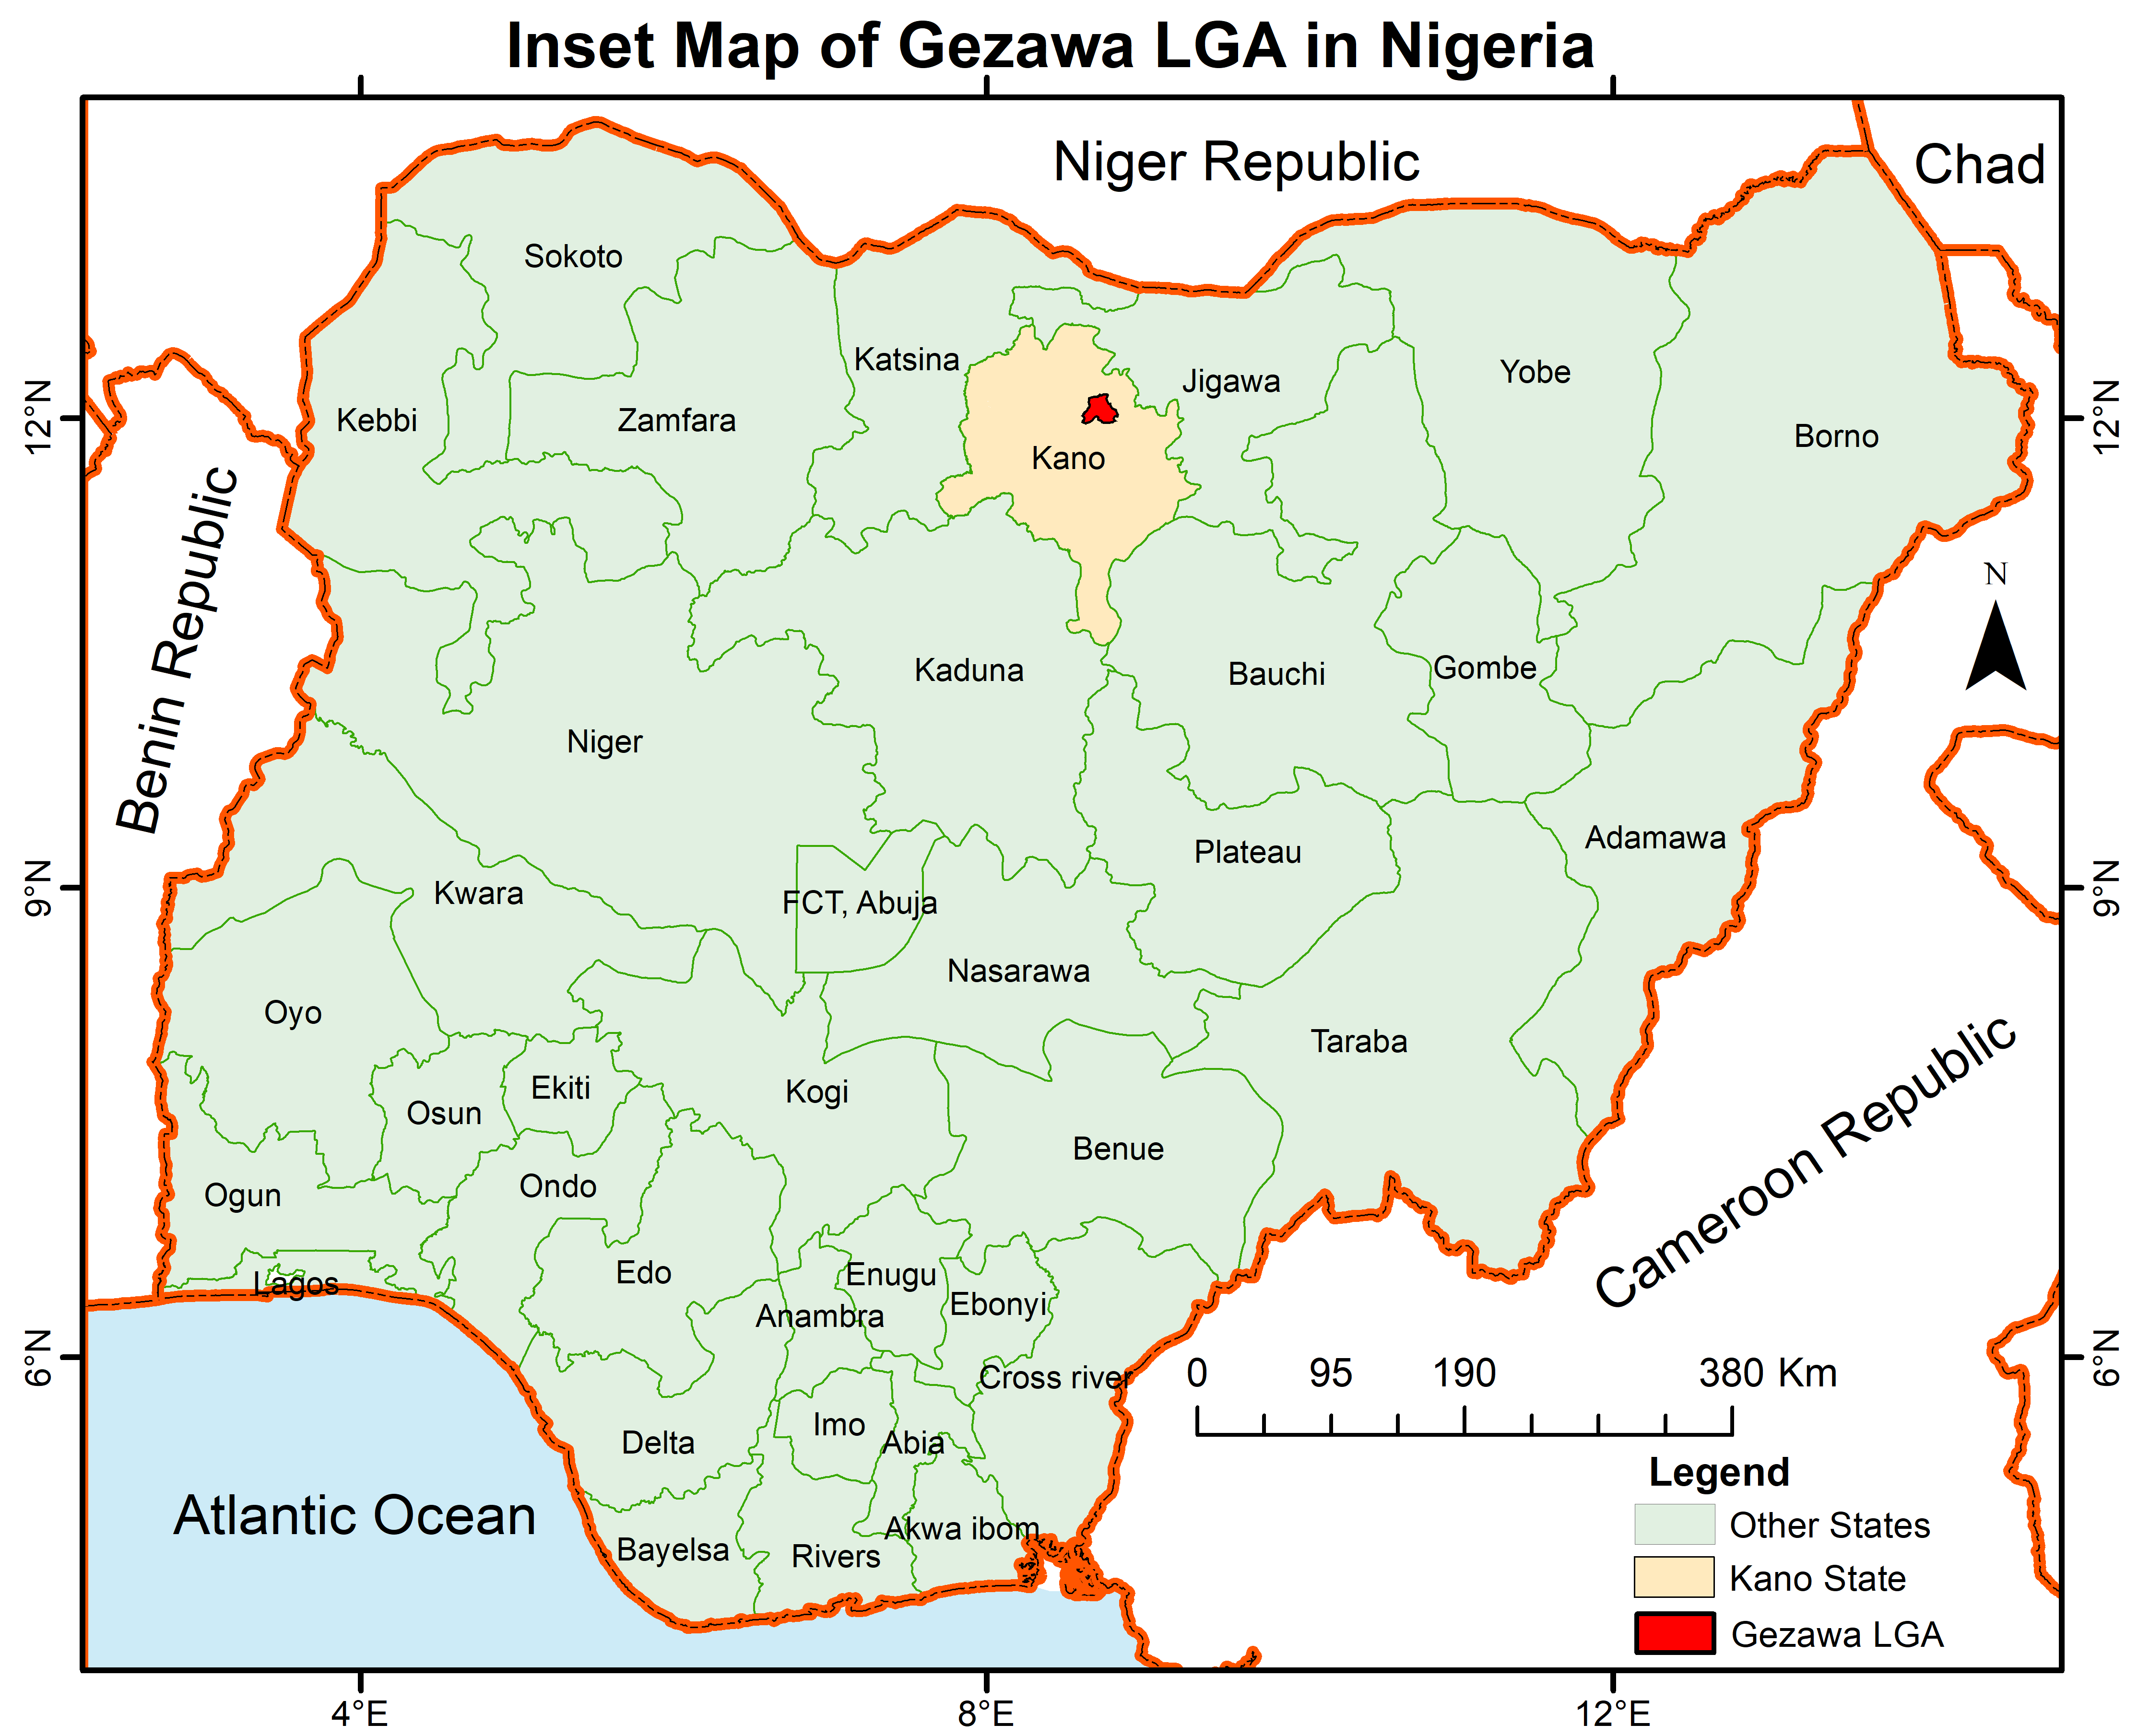 Inset Map of Gezawa LGA in Nigeria
Niger Republic
Chad
Sokoto
Katsina
Jigawa
Yobe
Kebbi
Zamfara
Kano
Borno
12°N
12°N
Benin Republic
N
Kaduna
Bauchi
Gombe
Niger
Plateau
Adamawa
Kwara
FCT, Abuja
9°N
9°N
Nasarawa
Oyo
Taraba
Cameroon Republic
Ekiti
Kogi
Osun
Benue
Ondo
Ogun
Lagos
Edo
Enugu
Anambra
Ebonyi
6°N
6°N
Cross river
0 95 190 380 Km
Imo
Abia
Delta
Legend
Atlantic Ocean
Akwa ibom
Bayelsa
Rivers
Other States
Kano State
Gezawa LGA
4°E 8°E 12°E